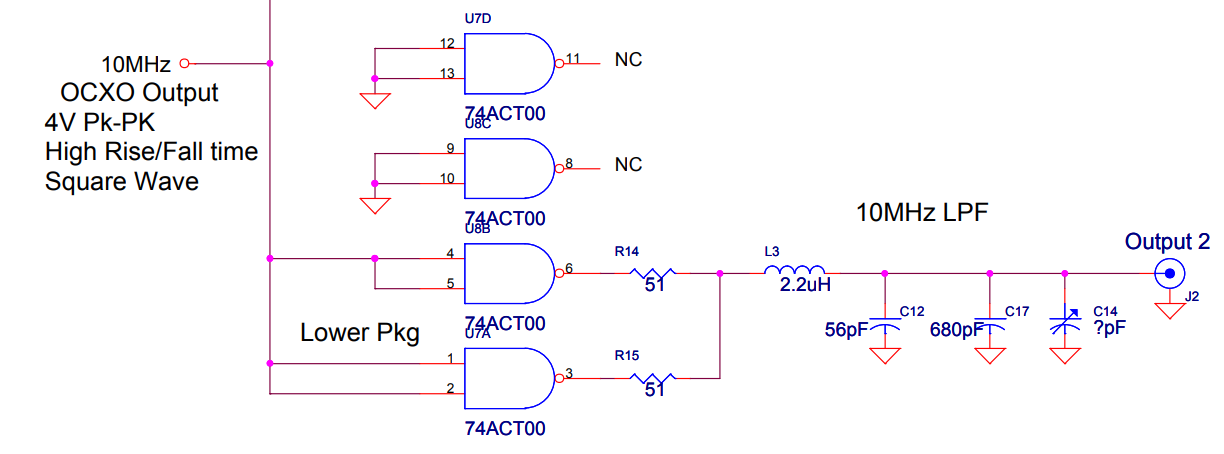 U7D
12
13
11
NC
74ACT00
10MHz
OCXO Output
4V Pk-PK
High Rise/Fall time
Square Wave
U8C
9
10
8
NC
74ACT00
U8B
4
5
6
R14
51
74ACT00
Lower Pkg
U7A
1
2
3
R15
51
74ACT00
10MHz LPF
L3
2.2uH
Output 2
J2
C12
56pF
C17
680pF
C14
?pF